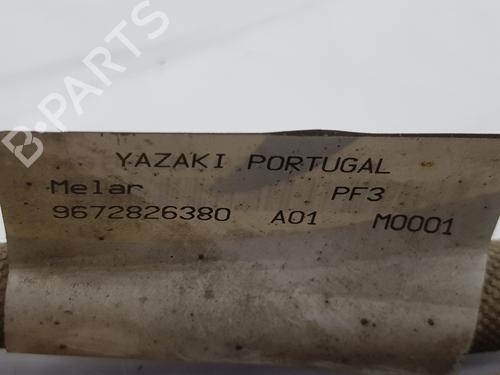 B-PARTS
YAZAKI PORTUGAL
Melar PF3
9672826380 A01 M0001